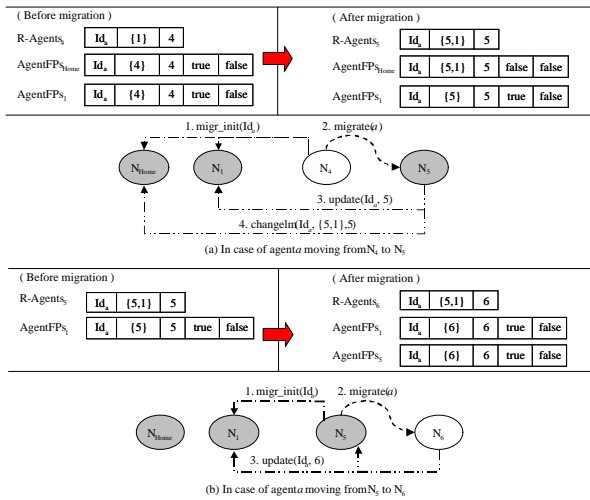 ( Before migration ) ( After migration )
R-Agents4 Ida {1} 4
AgentFPsHome Ida {4} 4 true false
AgentFPs1 Ida {4} 4 true false
R-Agents5 Ida {5,1} 5
AgentFPsHome Ida {5,1} 5 false false
AgentFPs1 Ida {5} 5 true false
1. migr_init(Ida) 2. migrate(a)
NHome N1 N4 N5
3. update(Ida, 5)
4. changelm(Ida, {5,1},5)
(a) In case of agent a moving from N4 to N5
( Before migration ) ( After migration )
R-Agents5 Ida {5,1} 5
AgentFPs1 Ida {5} 5 true false
R-Agents6 Ida {5,1} 6
AgentFPs1 Ida {6} 6 true false
AgentFPs5 Ida {6} 6 true false
1. migr_init(Ida) 2. migrate(a)
NHome N1 N5 N6
3. update(Ida, 6)
(b) In case of agent a moving from N5 to N6